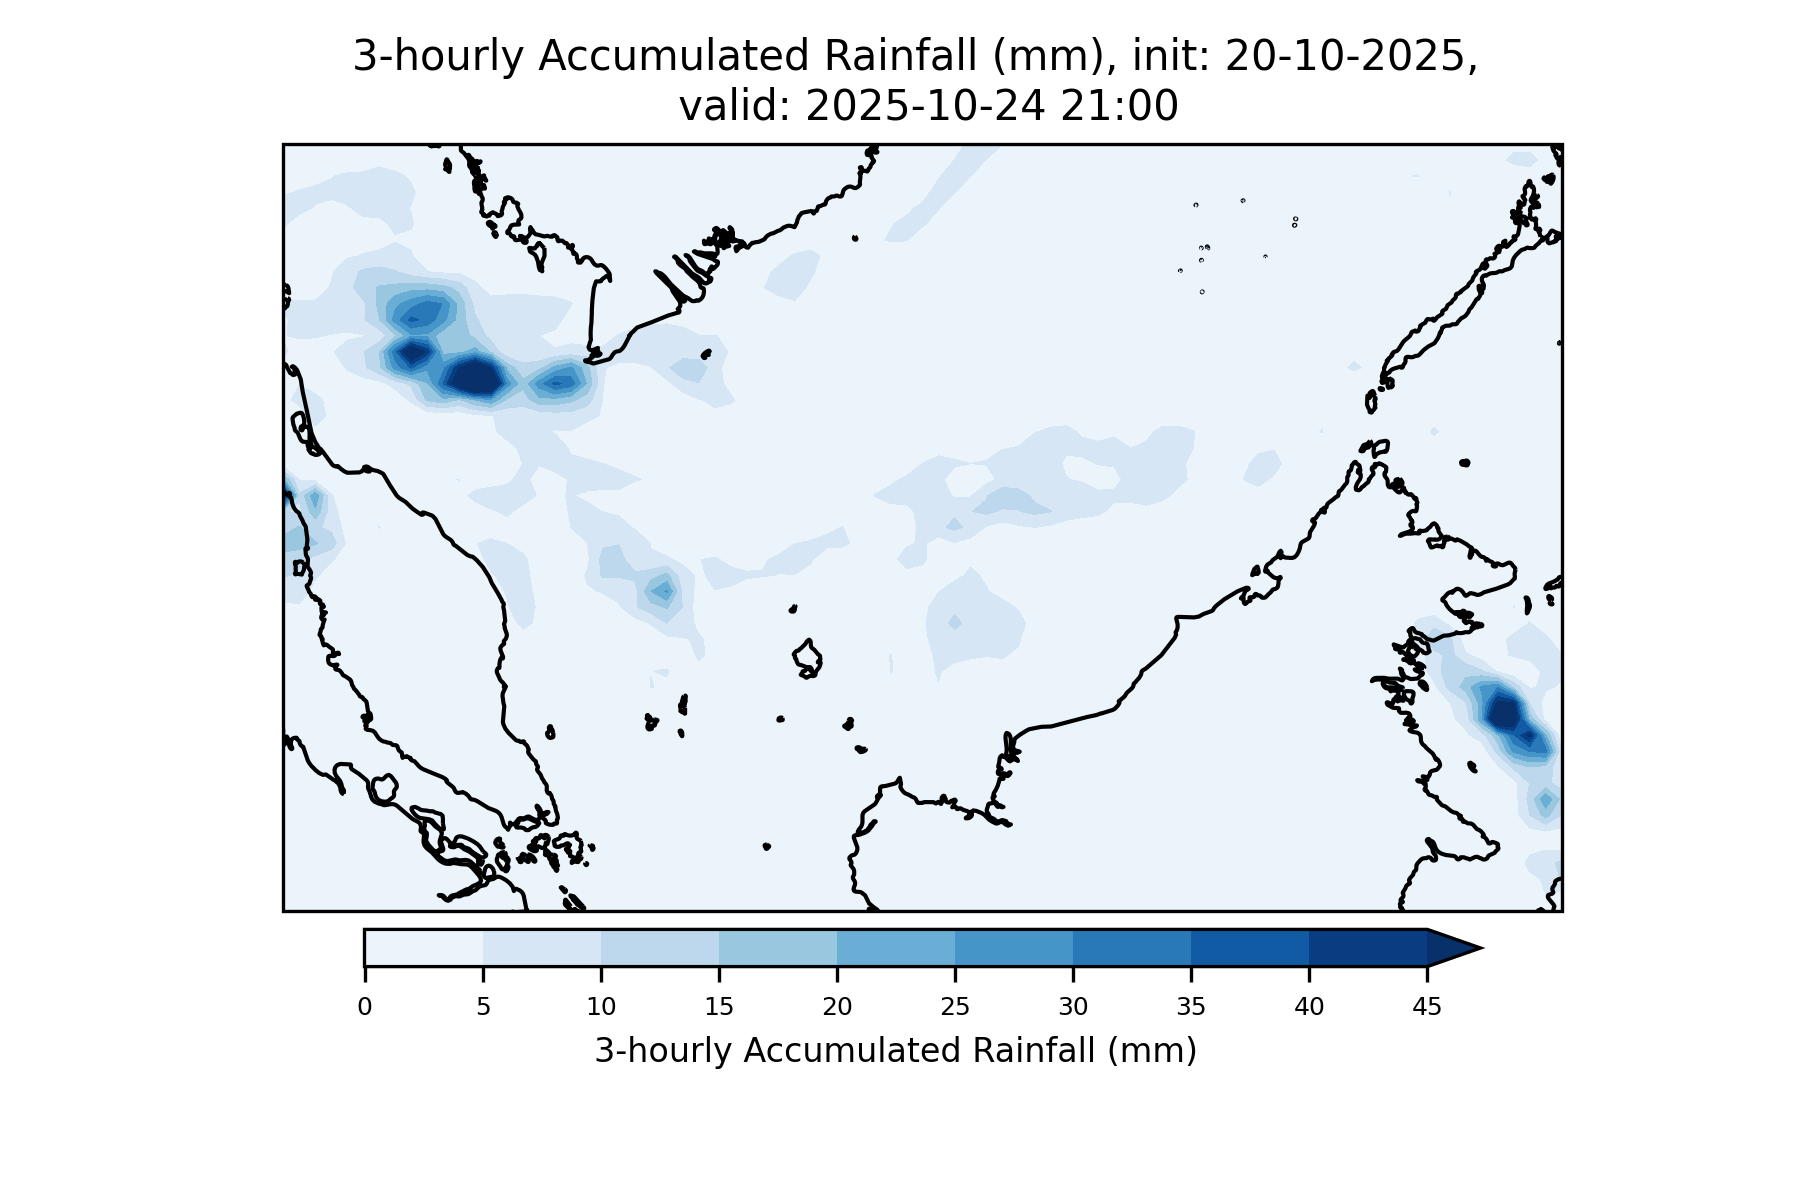 3-hourly Accumulated Rainfall (mm), init: 20-10-2025,
valid: 2025-10-24 21:00
0 5 10 15 20 25 30 35 40 45
3-hourly Accumulated Rainfall (mm)